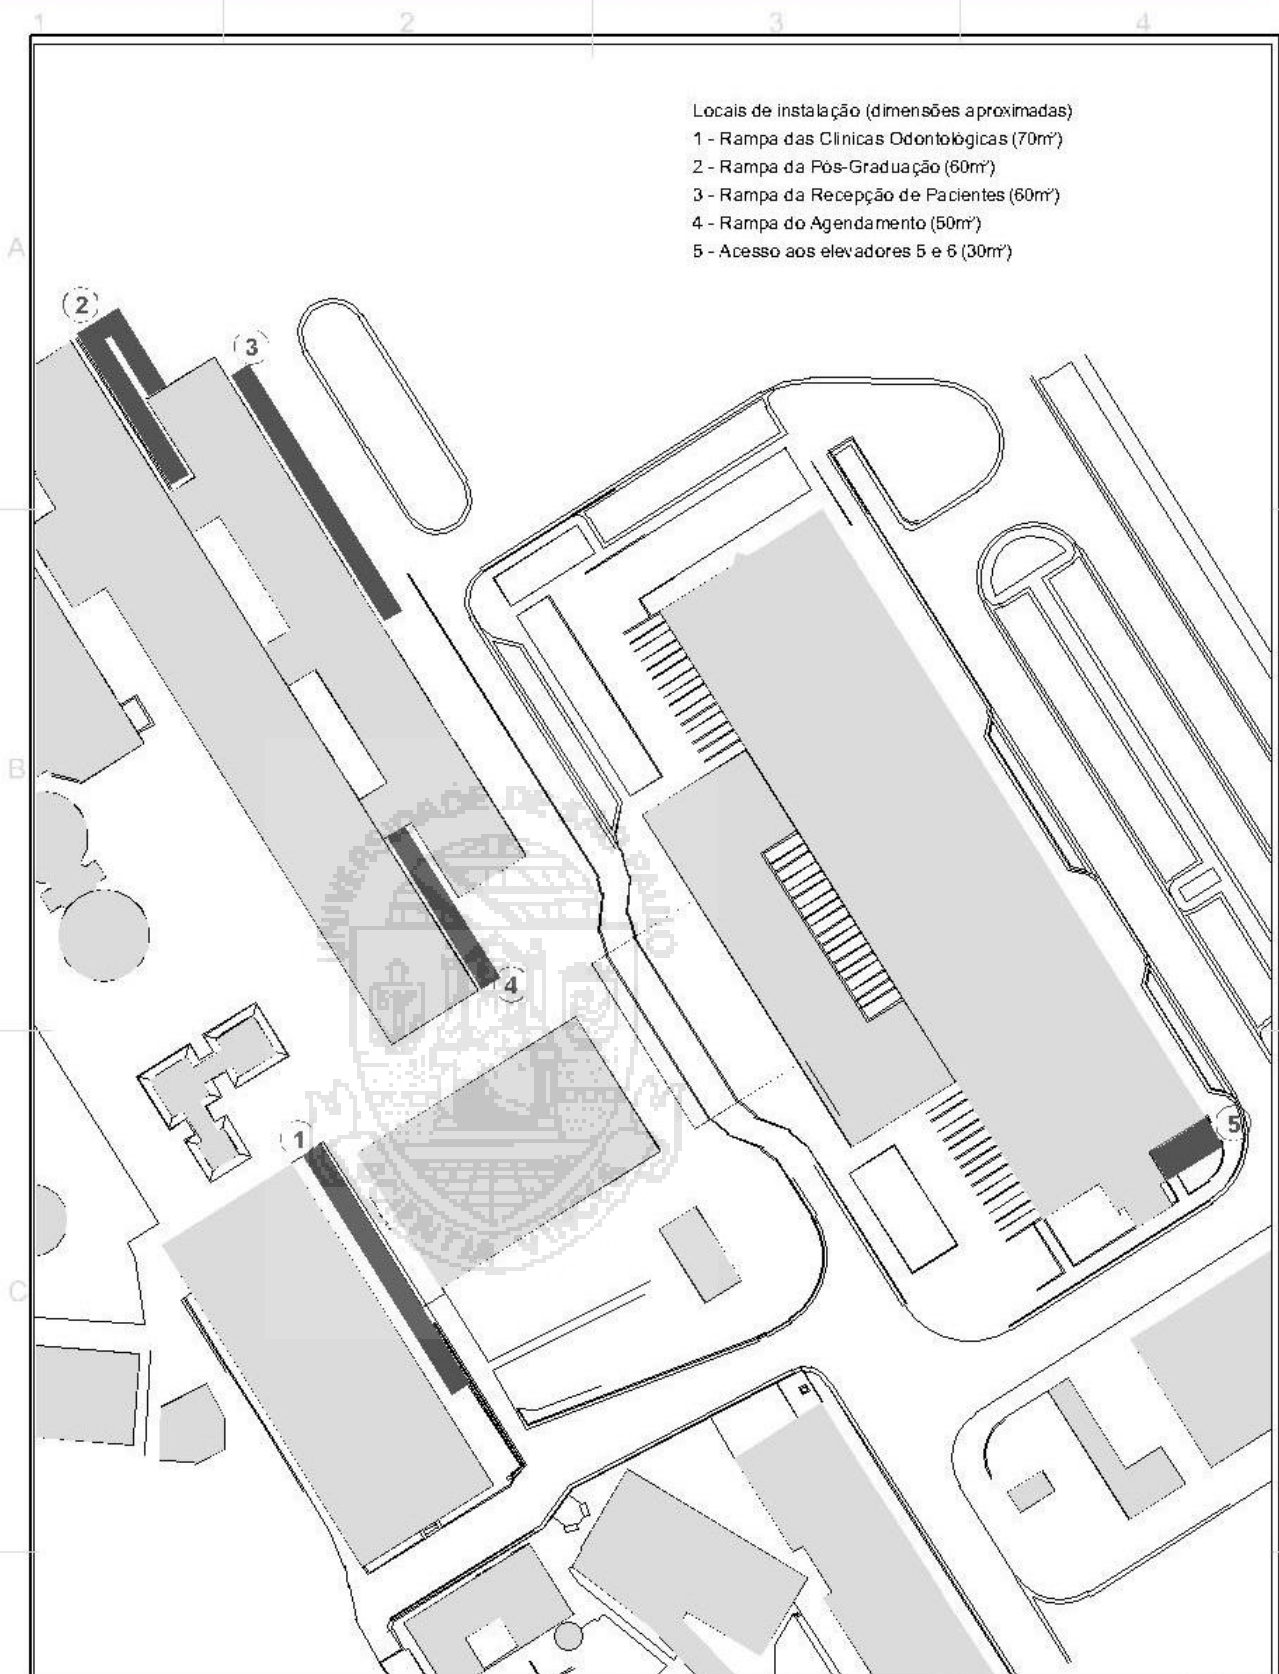 1 2 3 4
Locais de instalação (dimensões aproximadas)
1 - Rampa das Clínicas Odontológicas (70m²)
2 - Rampa da Pós-Graduação (60m²)
3 - Rampa da Recepção de Pacientes (60m²)
4 - Rampa do Agendamento (50m²)
5 - Acesso aos elevadores 5 e 6 (30m²)
A
2
3
B
4
1
5
C